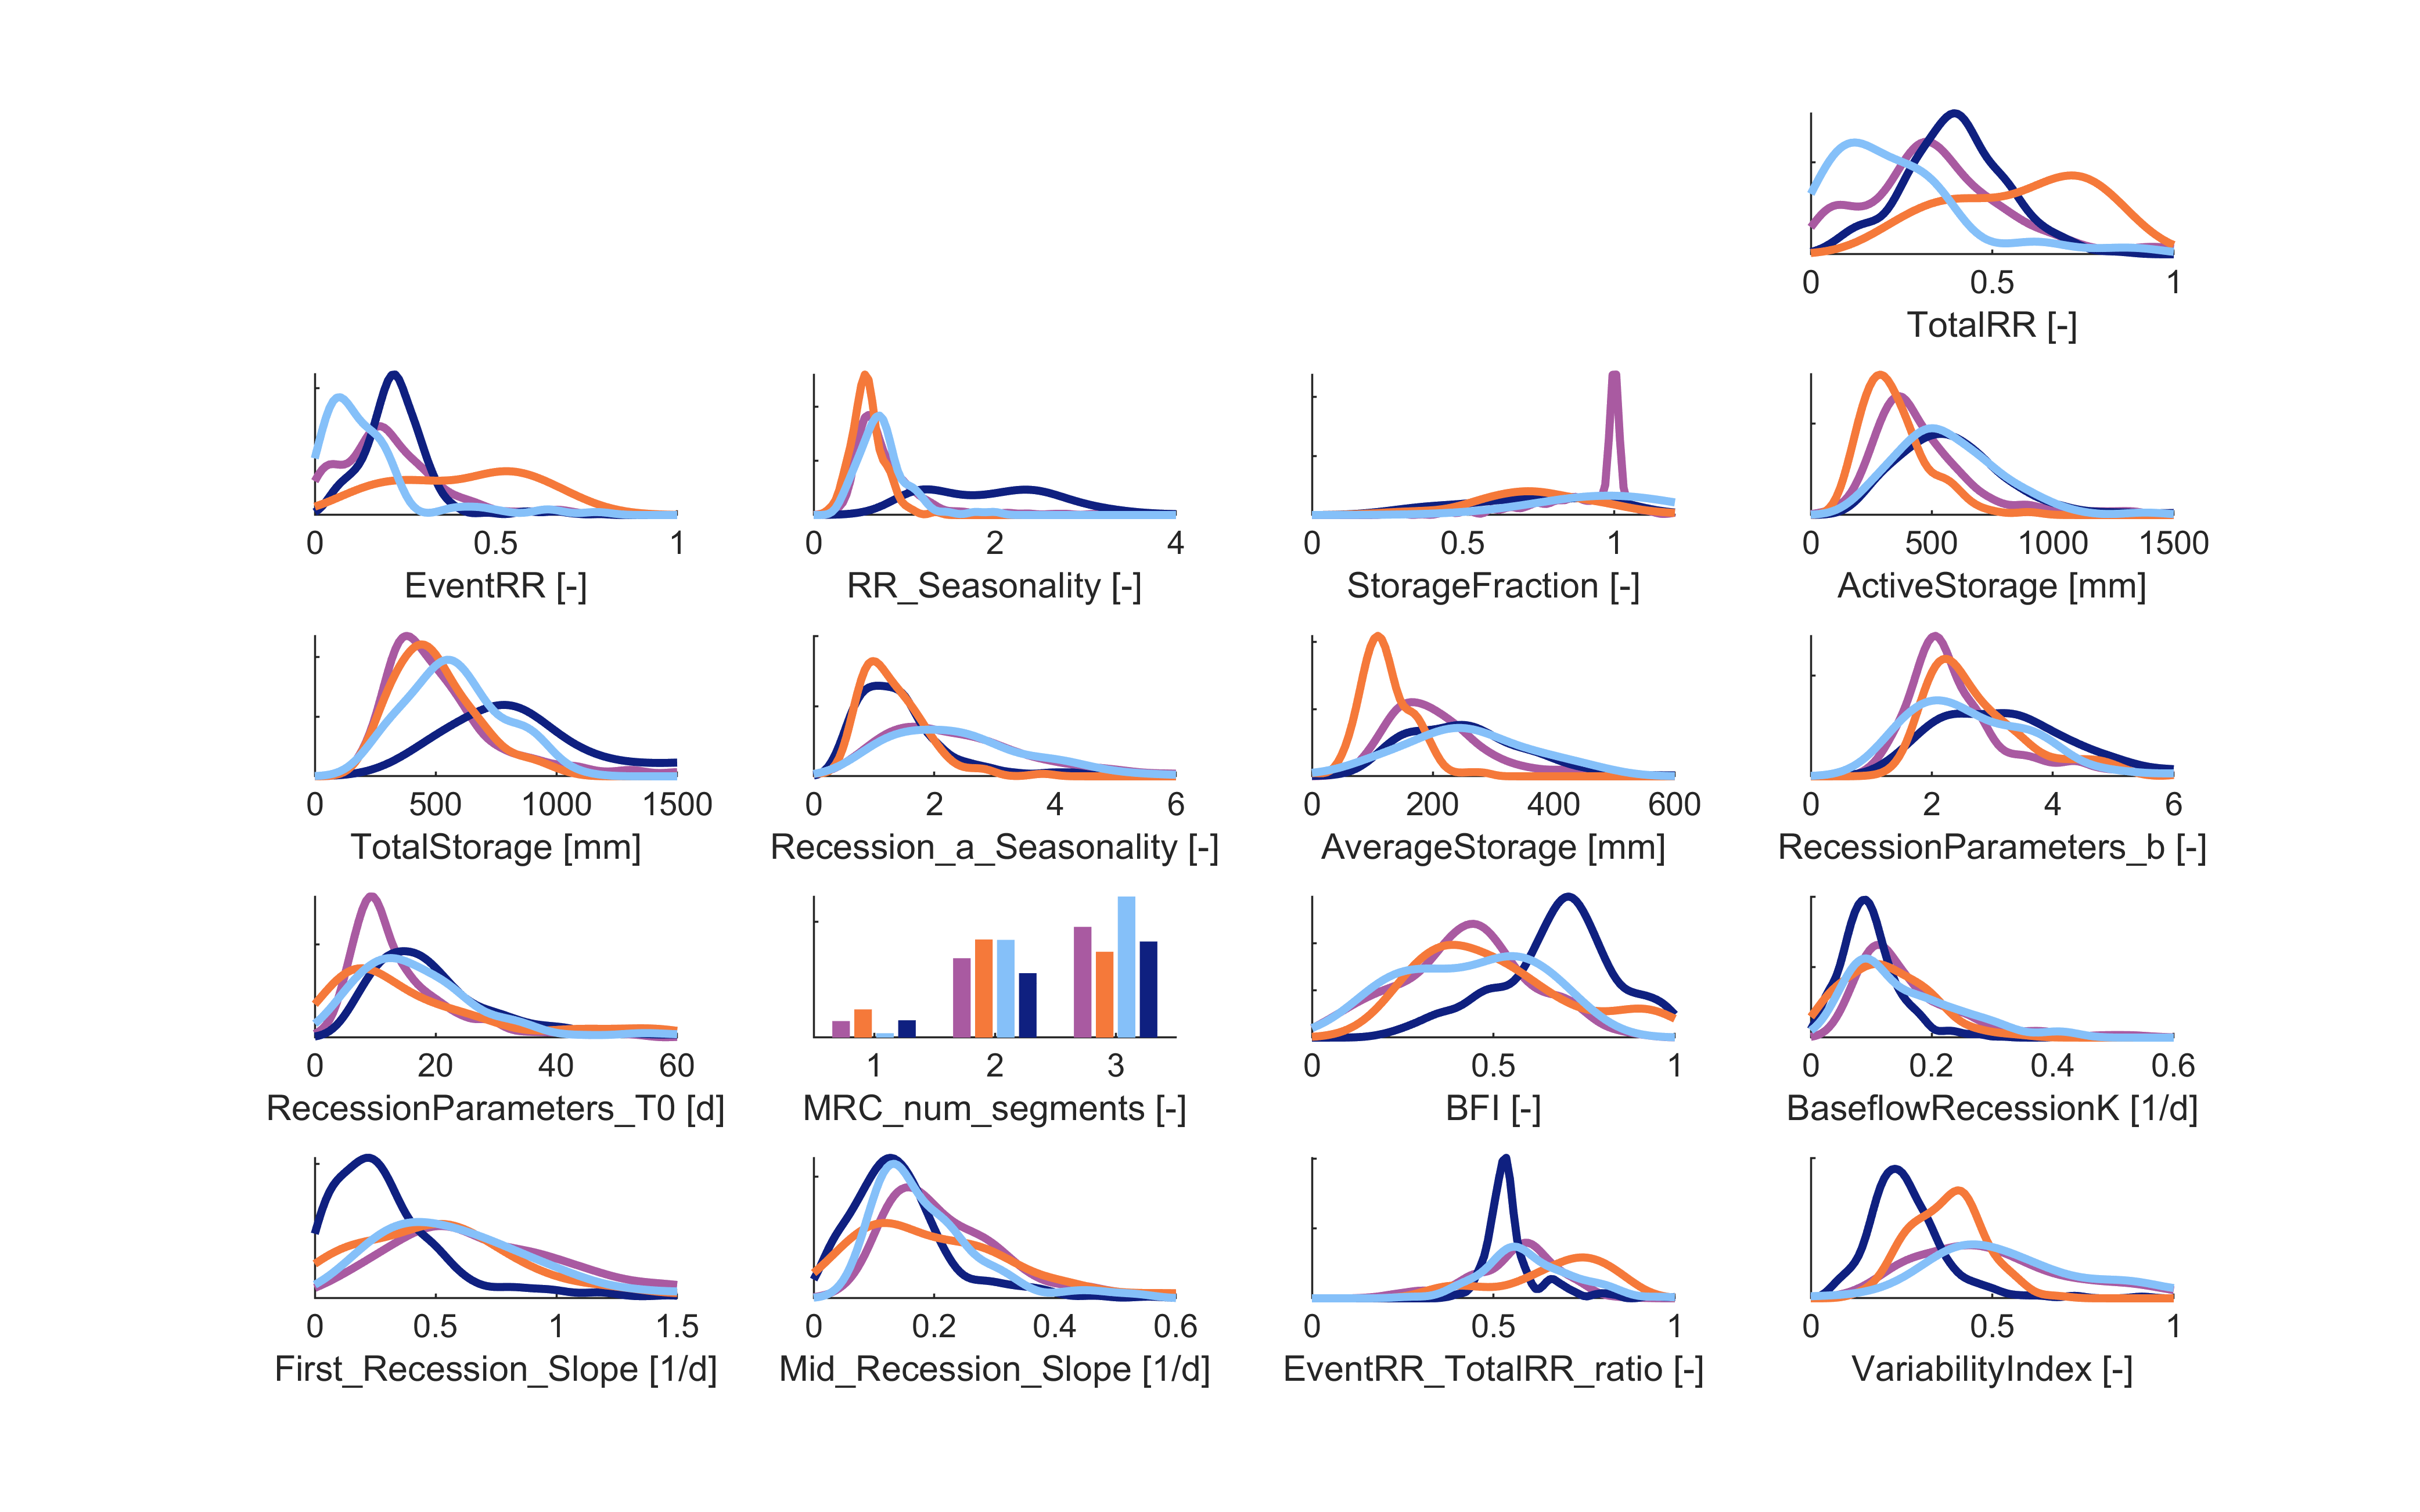 0 0.5 1
TotalRR [-]
0 0.5 1
EventRR [-]
0 2 4
RR_Seasonality [-]
0 0.5 1
StorageFraction [-]
0 500 1000 1500
ActiveStorage [mm]
0 500 1000 1500
TotalStorage [mm]
0 2 4 6
Recession_a_Seasonality [-]
0 200 400 600
AverageStorage [mm]
0 2 4 6
RecessionParameters_b [-]
0 20 40 60
RecessionParameters_T0 [d]
1 2 3
MRC_num_segments [-]
0 0.5 1
BFI [-]
0 0.2 0.4 0.6
BaseflowRecessionK [1/d]
0 0.5 1 1.5
First_Recession_Slope [1/d]
0 0.2 0.4 0.6
Mid_Recession_Slope [1/d]
0 0.5 1
EventRR_TotalRR_ratio [-]
0 0.5 1
VariabilityIndex [-]